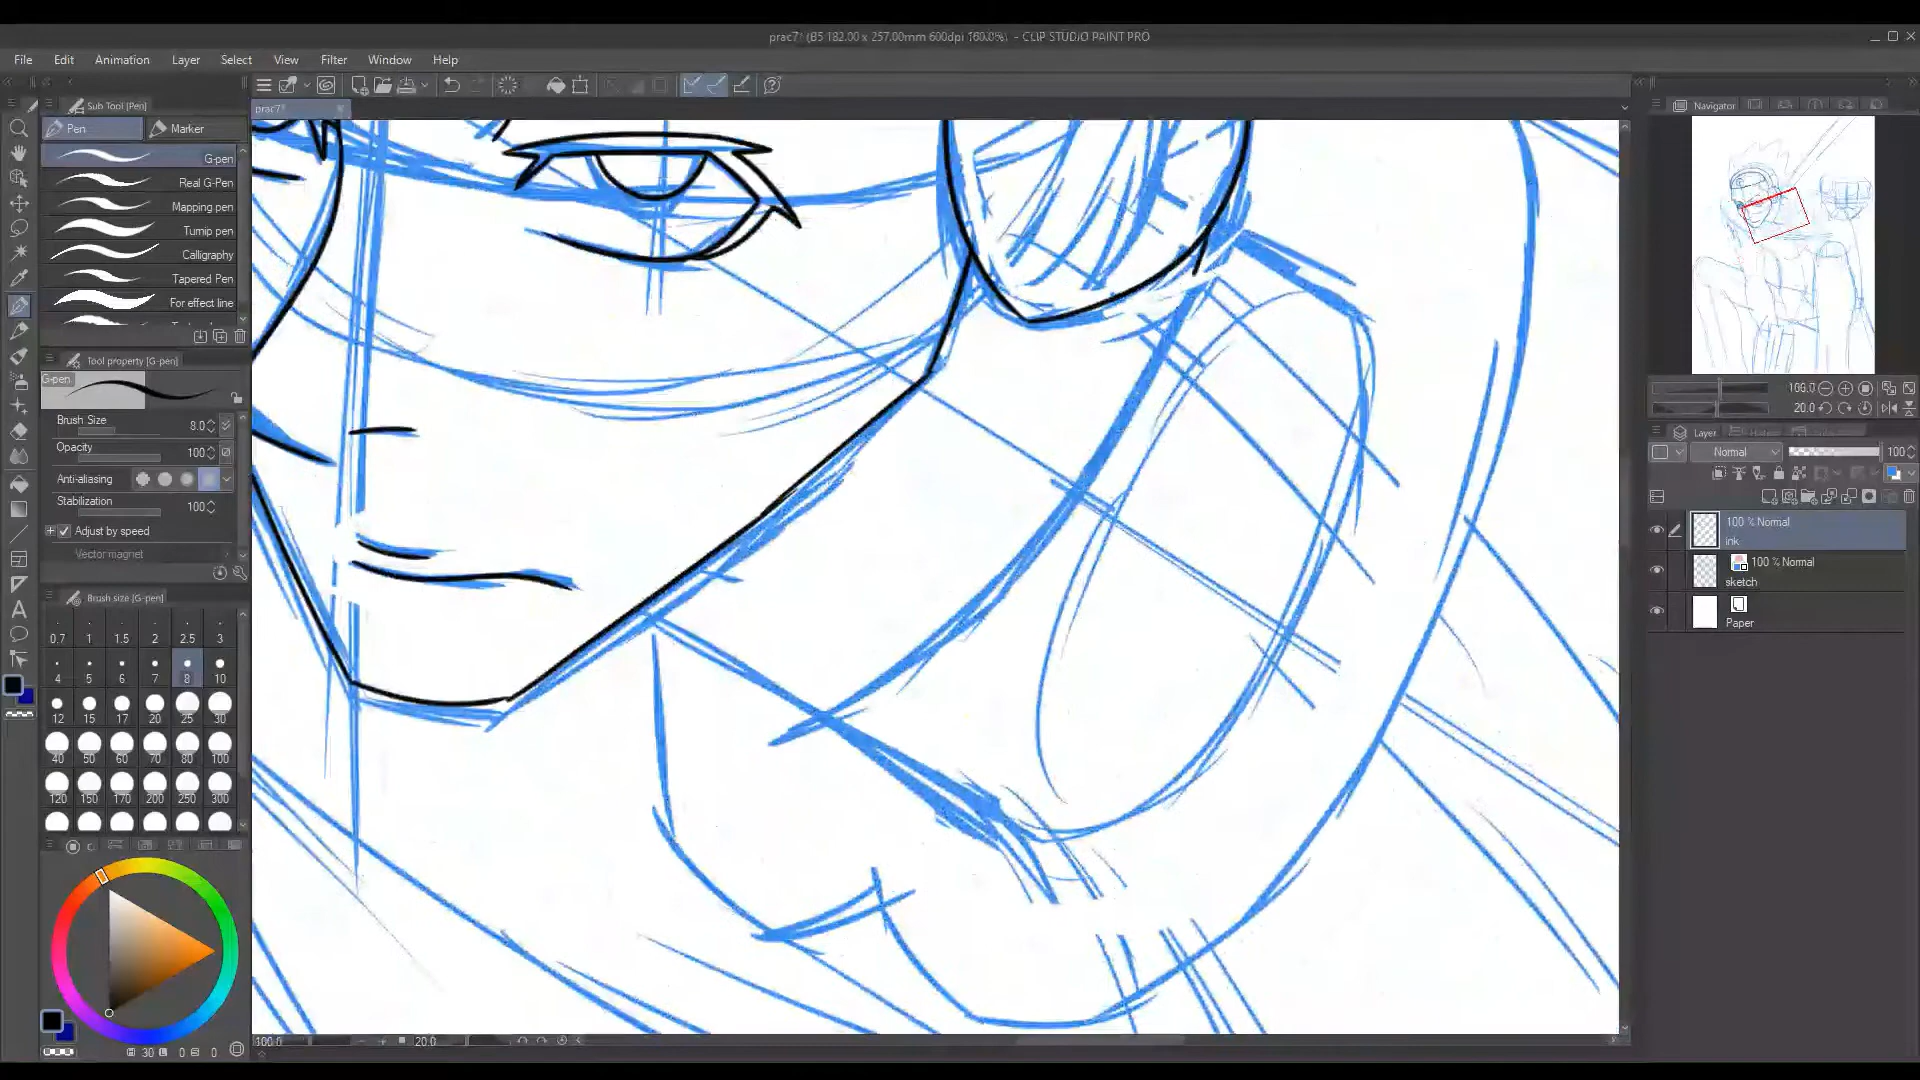 prac7* (B5 182.00 x 257.00mm 600dpi 160.0%) - CLIP STUDIO PAINT PRO
File Edit Animation Layer Select View Filter Window Help
Sub Tool [Pen]
prac7*
Navigator
Pen Marker
G-pen
Real G-Pen
Mapping pen
Turnip pen
Calligraphy
Tapered Pen
For effect line
Tool property [G-pen]
G-pen
Brush Size 8.0
Opacity 100
Anti-aliasing
Stabilization 100
Adjust by speed
Vector magnet
Brush size [G-pen]
0.7 1 1.5 2 2.5 3
4 5 6 7 8 10
12 15 17 20 25 30
40 50 60 70 80 100
120 150 170 200 250 300
30 0 0
100.0 20.0
100.0
20.0
Layer
Normal 100
100 % Normal
ink
100 % Normal
sketch
Paper